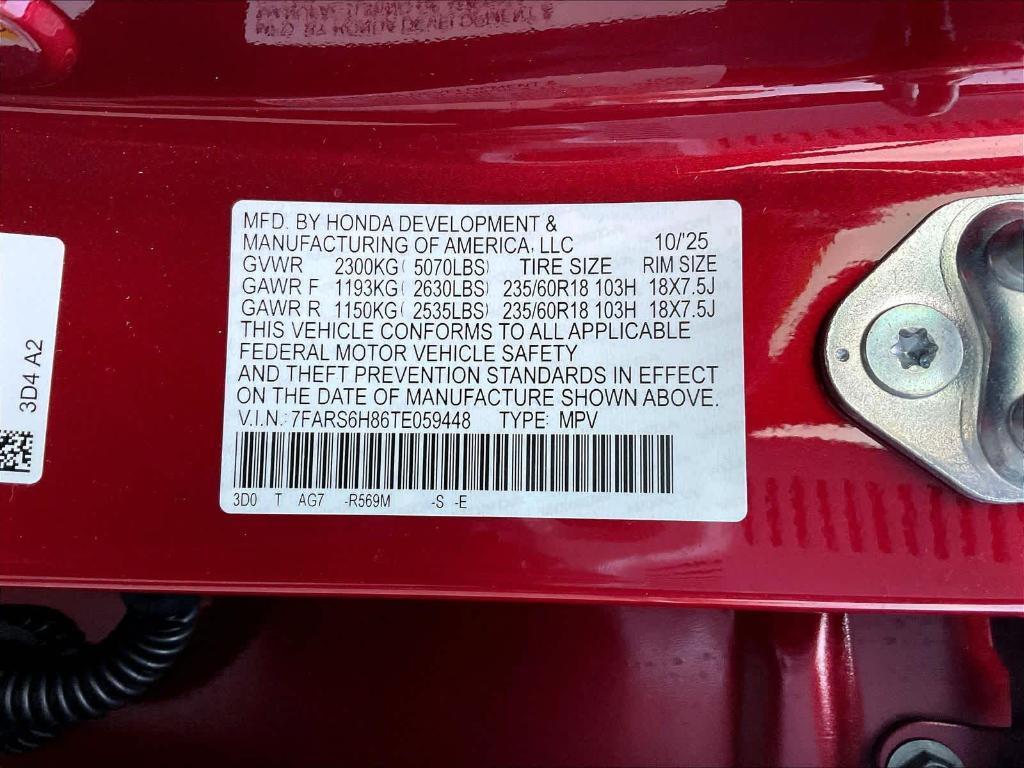 MFD. BY HONDA DEVELOPMENT &
MANUFACTURING OF AMERICA, LLC 10/'25
GVWR 2300KG( 5070LBS) TIRE SIZE RIM SIZE
GAWR F 1193KG( 2630LBS) 235/60R18 103H 18X7.5J
GAWR R 1150KG( 2535LBS) 235/60R18 103H 18X7.5J
THIS VEHICLE CONFORMS TO ALL APPLICABLE
FEDERAL MOTOR VEHICLE SAFETY
AND THEFT PREVENTION STANDARDS IN EFFECT
ON THE DATE OF MANUFACTURE SHOWN ABOVE.
V.I.N.: 7FARS6H86TE059448 TYPE: MPV
3D0 T AG7 -R569M -S -E
3D4 A2